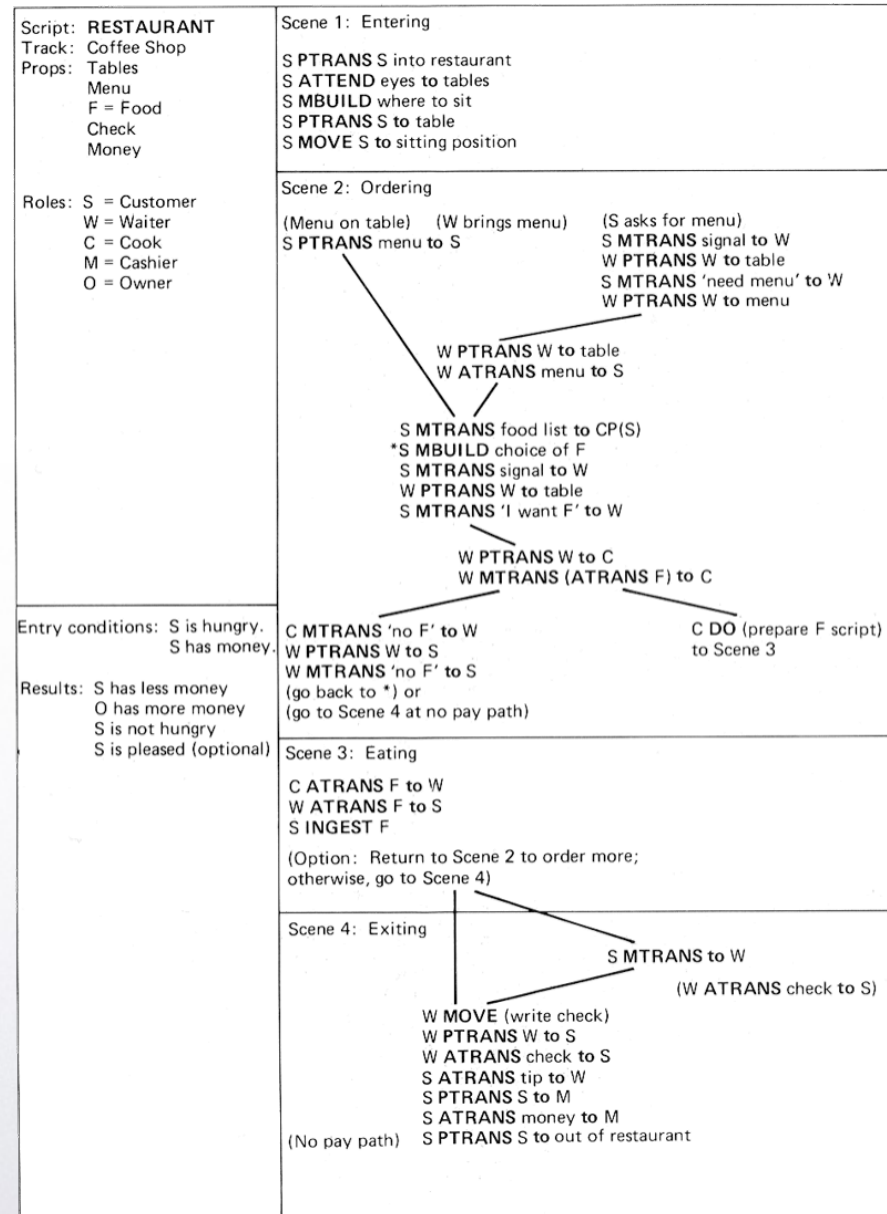 Script: RESTAURANT
Track: Coffee Shop
Props: Tables
Menu
F = Food
Check
Money
Roles: S = Customer
W = Waiter
C = Cook
M = Cashier
O = Owner
Entry conditions: S is hungry.
S has money.
Results: S has less money
O has more money
S is not hungry
S is pleased (optional)
Scene 1: Entering
S PTRANS S into restaurant
S ATTEND eyes to tables
S MBUILD where to sit
S PTRANS S to table
S MOVE S to sitting position
Scene 2: Ordering
(Menu on table) (W brings menu) (S asks for menu)
S PTRANS menu to S
S MTRANS signal to W
W PTRANS W to table
S MTRANS 'need menu' to W
W PTRANS W to menu
W PTRANS W to table
W ATRANS menu to S
S MTRANS food list to CP(S)
*S MBUILD choice of F
S MTRANS signal to W
W PTRANS W to table
S MTRANS 'I want F' to W
W PTRANS W to C
W MTRANS (ATRANS F) to C
C MTRANS 'no F' to W
W PTRANS W to S
W MTRANS 'no F' to S
(go back to *) or
(go to Scene 4 at no pay path)
C DO (prepare F script)
to Scene 3
Scene 3: Eating
C ATRANS F to W
W ATRANS F to S
S INGEST F
(Option: Return to Scene 2 to order more;
otherwise, go to Scene 4)
Scene 4: Exiting
S MTRANS to W
(W ATRANS check to S)
W MOVE (write check)
W PTRANS W to S
W ATRANS check to S
S ATRANS tip to W
S PTRANS S to M
S ATRANS money to M
(No pay path) S PTRANS S to out of restaurant